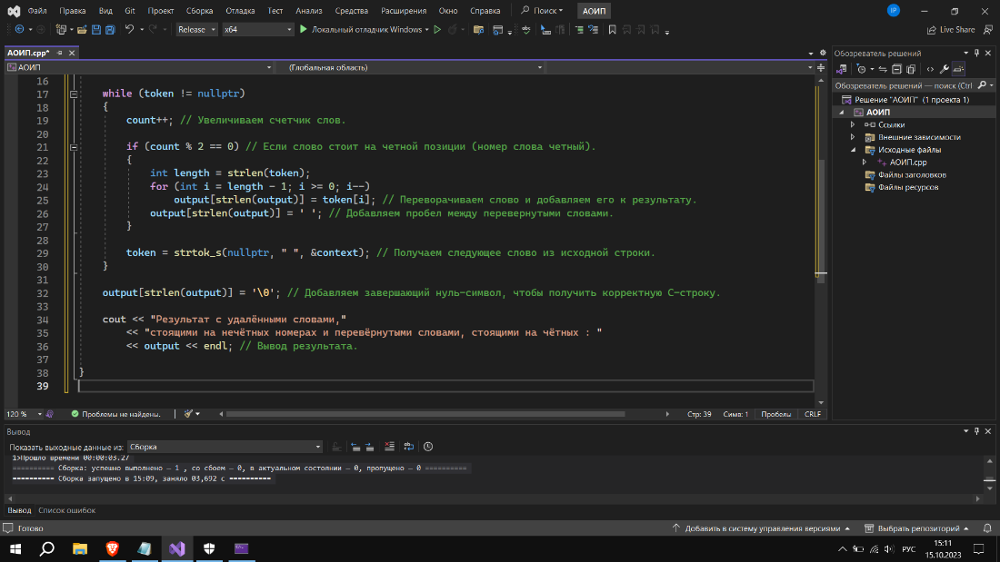 Файл Правка Вид Git Проект Сборка Отладка Тест Анализ Средства Расширения Окно Справка Поиск АОИП IP
Release x64 Локальный отладчик Windows Live Share
АОИП.cpp*
АОИП (Глобальная область)
16
17 while (token != nullptr)
18 {
19 count++; // Увеличиваем счетчик слов.
20
21 if (count % 2 == 0) // Если слово стоит на четной позиции (номер слова четный).
22 {
23 int length = strlen(token);
24 for (int i = length - 1; i >= 0; i--)
25 output[strlen(output)] = token[i]; // Переворачиваем слово и добавляем его к результату.
26 output[strlen(output)] = ' '; // Добавляем пробел между перевернутыми словами.
27 }
28
29 token = strtok_s(nullptr, " ", &context); // Получаем следующее слово из исходной строки.
30 }
31
32 output[strlen(output)] = '\0'; // Добавляем завершающий нуль-символ, чтобы получить корректную C-строку.
33
34 cout << "Результат с удалёнными словами,"
35 << "стоящими на нечётных номерах и перевёрнутыми словами, стоящими на чётных : "
36 << output << endl; // Вывод результата.
37
38 }
39
120 % Проблемы не найдены. Стр: 39 Симв: 1 Пробелы CRLF
Обозреватель решений
Обозреватель решений — поиск (Ctrl
Решение "АОИП" (1 проекта 1)
АОИП
Ссылки
Внешние зависимости
Исходные файлы
АОИП.cpp
Файлы заголовков
Файлы ресурсов
Вывод
Показать выходные данные из: Сборка
1>Прошло времени 00:00:03.27
========== Сборка: успешно выполнено — 1 , со сбоем — 0, в актуальном состоянии — 0, пропущено — 0 ==========
========== Сборка запущено в 15:09, заняло 03,692 с ==========
Вывод Список ошибок
Готово Добавить в систему управления версиями Выбрать репозиторий
РУС 15:11
15.10.2023